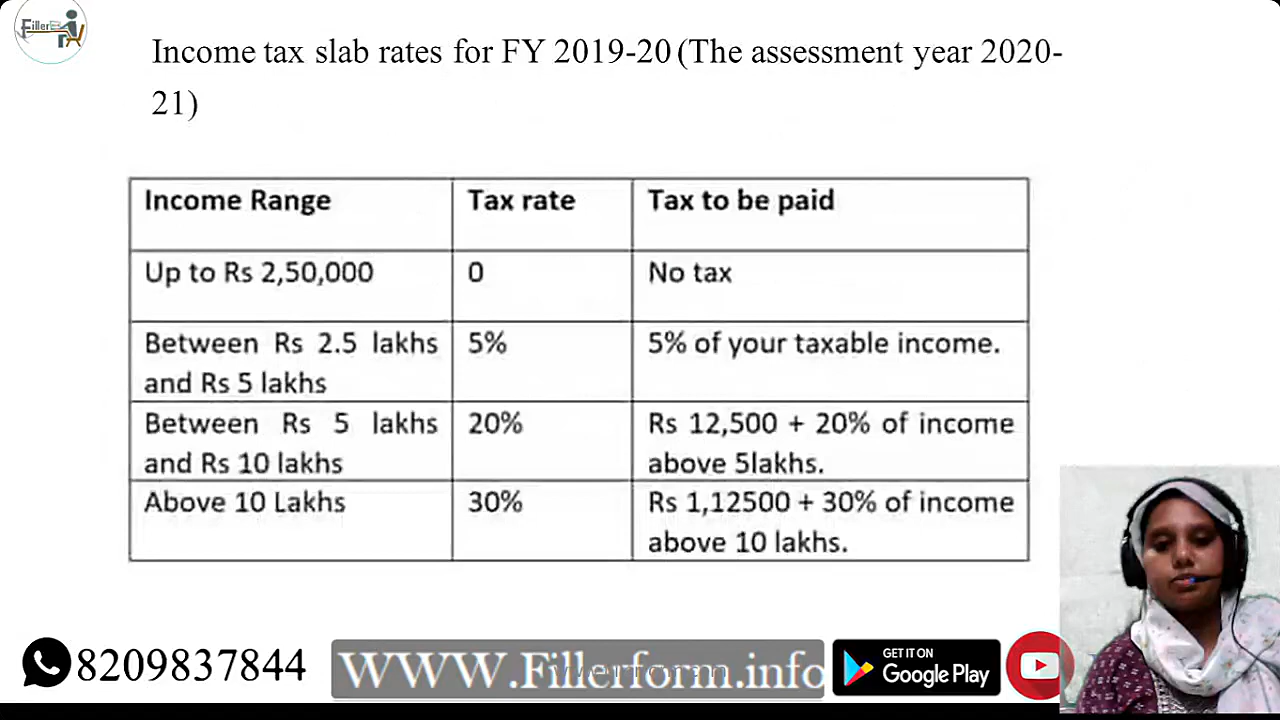 Fillerform
Income tax slab rates for FY 2019-20 (The assessment year 2020-
21)
Income Range Tax rate Tax to be paid
Up to Rs 2,50,000 0 No tax
Between Rs 2.5 lakhs 5% 5% of your taxable income.
and Rs 5 lakhs
Between Rs 5 lakhs 20% Rs 12,500 + 20% of income
and Rs 10 lakhs above 5lakhs.
Above 10 Lakhs 30% Rs 1,12500 + 30% of income
above 10 lakhs.
8209837844
WWW.Fillerform.info
GET IT ON
Google Play